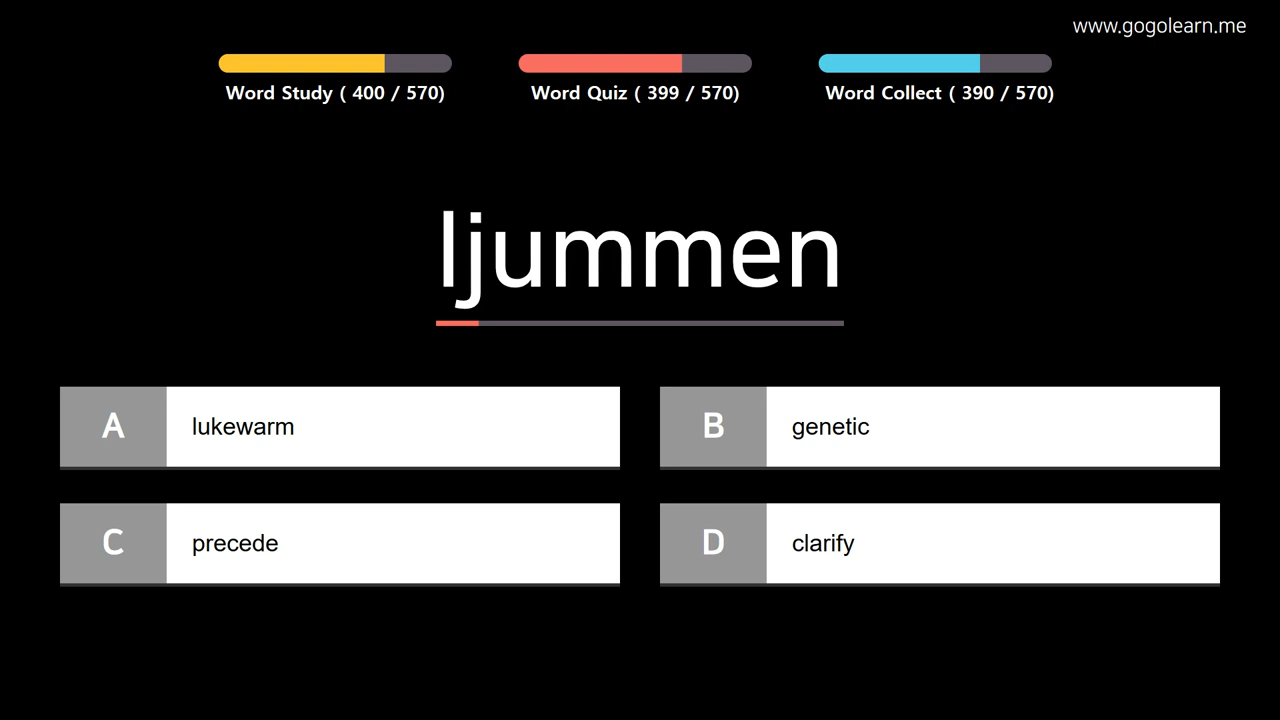 www.gogolearn.me
Word Study ( 400 / 570)
Word Quiz ( 399 / 570)
Word Collect ( 390 / 570)
ljummen
A lukewarm
B genetic
C precede
D clarify